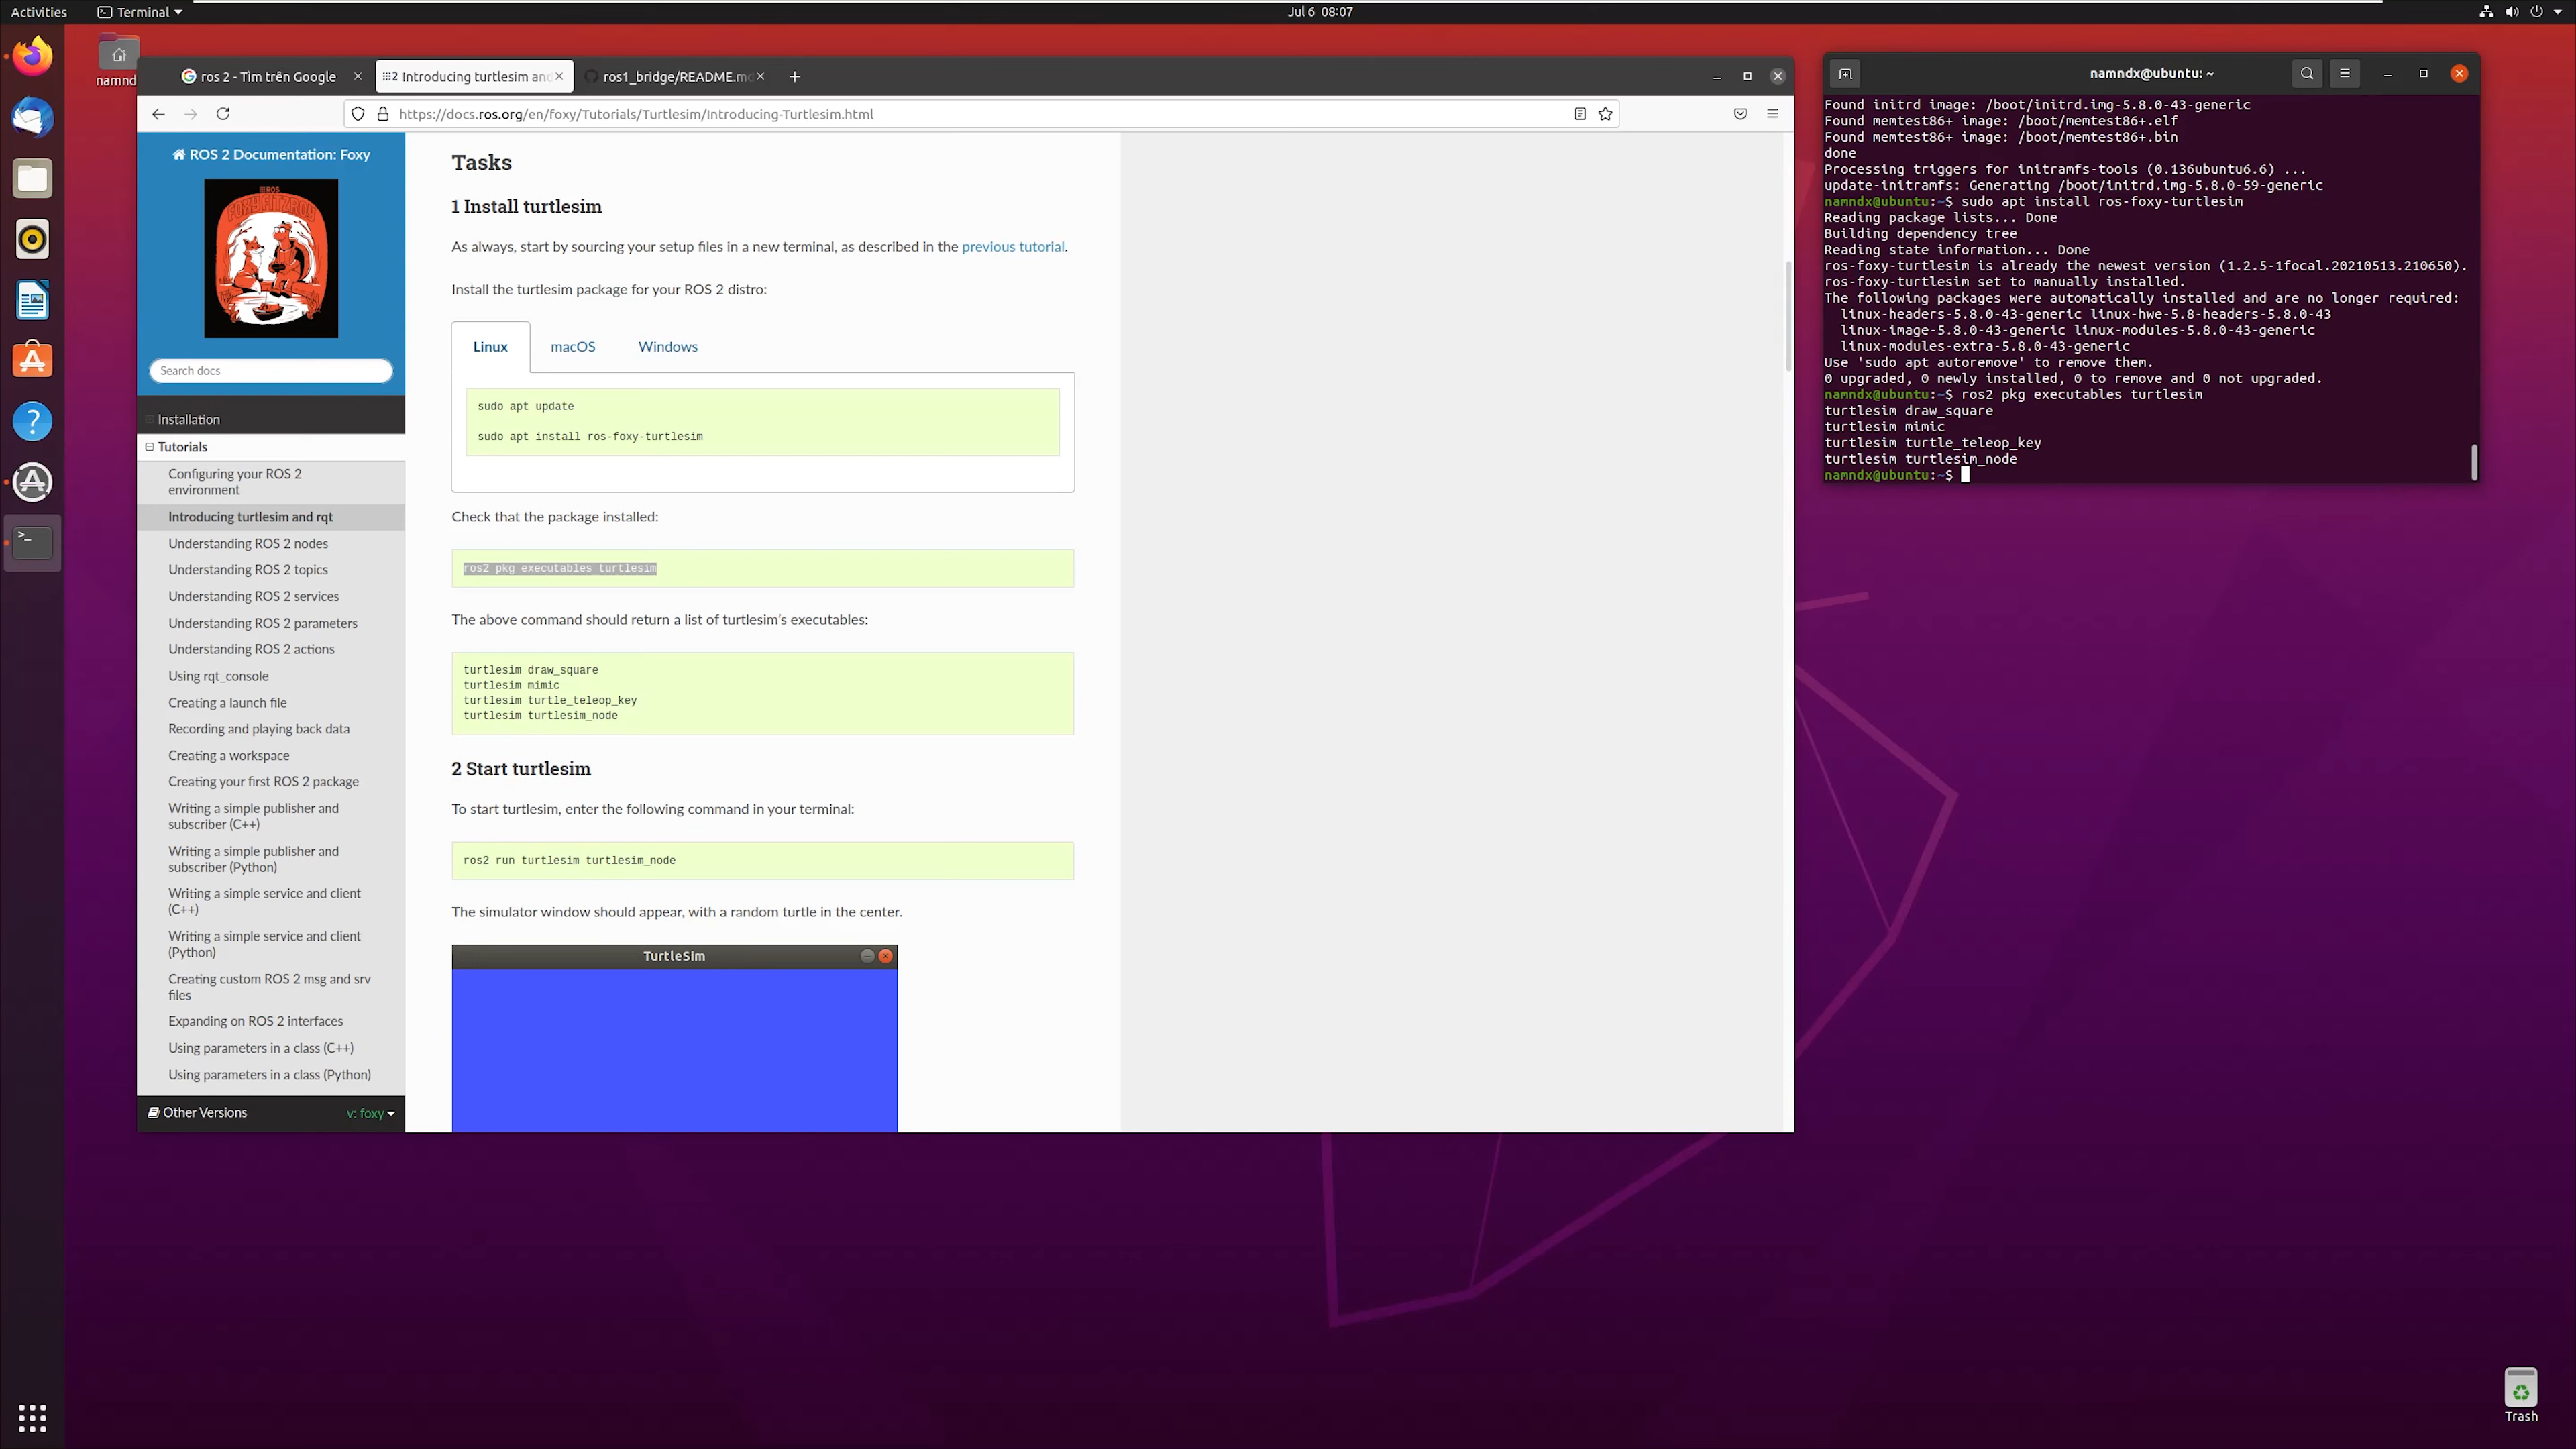 Activities
Terminal
Jul 6 08:07
namndx
ros 2 - Tìm trên Google
Introducing turtlesim and
ros1_bridge/README.md
https://docs.ros.org/en/foxy/Tutorials/Turtlesim/Introducing-Turtlesim.html
ROS 2 Documentation: Foxy
ROS
FOXY FITZROY
Search docs
Installation
Tutorials
Configuring your ROS 2
environment
Introducing turtlesim and rqt
Understanding ROS 2 nodes
Understanding ROS 2 topics
Understanding ROS 2 services
Understanding ROS 2 parameters
Understanding ROS 2 actions
Using rqt_console
Creating a launch file
Recording and playing back data
Creating a workspace
Creating your first ROS 2 package
Writing a simple publisher and
subscriber (C++)
Writing a simple publisher and
subscriber (Python)
Writing a simple service and client
(C++)
Writing a simple service and client
(Python)
Creating custom ROS 2 msg and srv
files
Expanding on ROS 2 interfaces
Using parameters in a class (C++)
Using parameters in a class (Python)
Other Versions
v: foxy
Tasks
1 Install turtlesim
As always, start by sourcing your setup files in a new terminal, as described in the previous tutorial.
Install the turtlesim package for your ROS 2 distro:
Linux macOS Windows
sudo apt update
sudo apt install ros-foxy-turtlesim
Check that the package installed:
ros2 pkg executables turtlesim
The above command should return a list of turtlesim's executables:
turtlesim draw_square
turtlesim mimic
turtlesim turtle_teleop_key
turtlesim turtlesim_node
2 Start turtlesim
To start turtlesim, enter the following command in your terminal:
ros2 run turtlesim turtlesim_node
The simulator window should appear, with a random turtle in the center.
TurtleSim
namndx@ubuntu: ~
Found initrd image: /boot/initrd.img-5.8.0-43-generic
Found memtest86+ image: /boot/memtest86+.elf
Found memtest86+ image: /boot/memtest86+.bin
done
Processing triggers for initramfs-tools (0.136ubuntu6.6) ...
update-initramfs: Generating /boot/initrd.img-5.8.0-59-generic
namndx@ubuntu:~$ sudo apt install ros-foxy-turtlesim
Reading package lists... Done
Building dependency tree
Reading state information... Done
ros-foxy-turtlesim is already the newest version (1.2.5-1focal.20210513.210650).
ros-foxy-turtlesim set to manually installed.
The following packages were automatically installed and are no longer required:
linux-headers-5.8.0-43-generic linux-hwe-5.8-headers-5.8.0-43
linux-image-5.8.0-43-generic linux-modules-5.8.0-43-generic
linux-modules-extra-5.8.0-43-generic
Use 'sudo apt autoremove' to remove them.
0 upgraded, 0 newly installed, 0 to remove and 0 not upgraded.
namndx@ubuntu:~$ ros2 pkg executables turtlesim
turtlesim draw_square
turtlesim mimic
turtlesim turtle_teleop_key
turtlesim turtlesim_node
namndx@ubuntu:~$
Trash